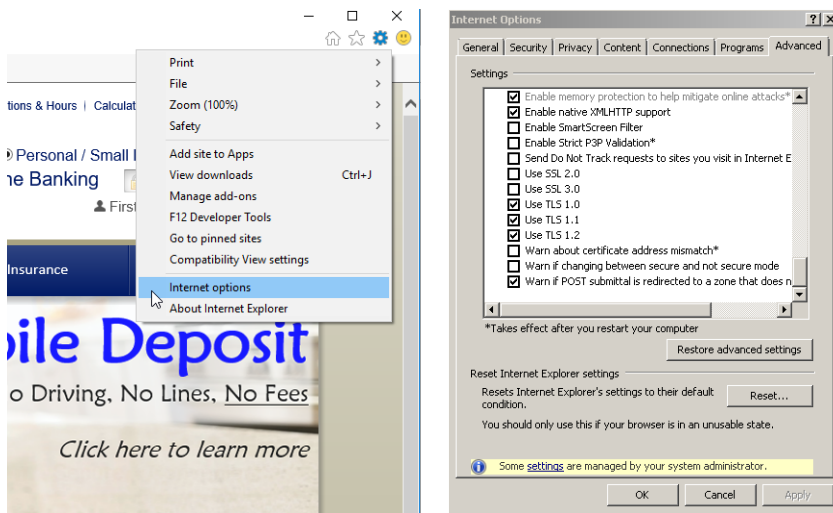 Print
File
Zoom (100%)
Safety
Add site to Apps
View downloads Ctrl+J
Manage add-ons
F12 Developer Tools
Go to pinned sites
Compatibility View settings
Internet options
About Internet Explorer
tions & Hours | Calculat
Personal / Small
ne Banking
First
Insurance
bile Deposit
o Driving, No Lines, No Fees
Click here to learn more
Internet Options
General Security Privacy Content Connections Programs Advanced
Settings
Enable memory protection to help mitigate online attacks*
Enable native XMLHTTP support
Enable SmartScreen Filter
Enable Strict P3P Validation*
Send Do Not Track requests to sites you visit in Internet E
Use SSL 2.0
Use SSL 3.0
Use TLS 1.0
Use TLS 1.1
Use TLS 1.2
Warn about certificate address mismatch*
Warn if changing between secure and not secure mode
Warn if POST submittal is redirected to a zone that does n
*Takes effect after you restart your computer
Restore advanced settings
Reset Internet Explorer settings
Resets Internet Explorer's settings to their default
condition.
Reset...
You should only use this if your browser is in an unusable state.
Some settings are managed by your system administrator.
OK Cancel Apply